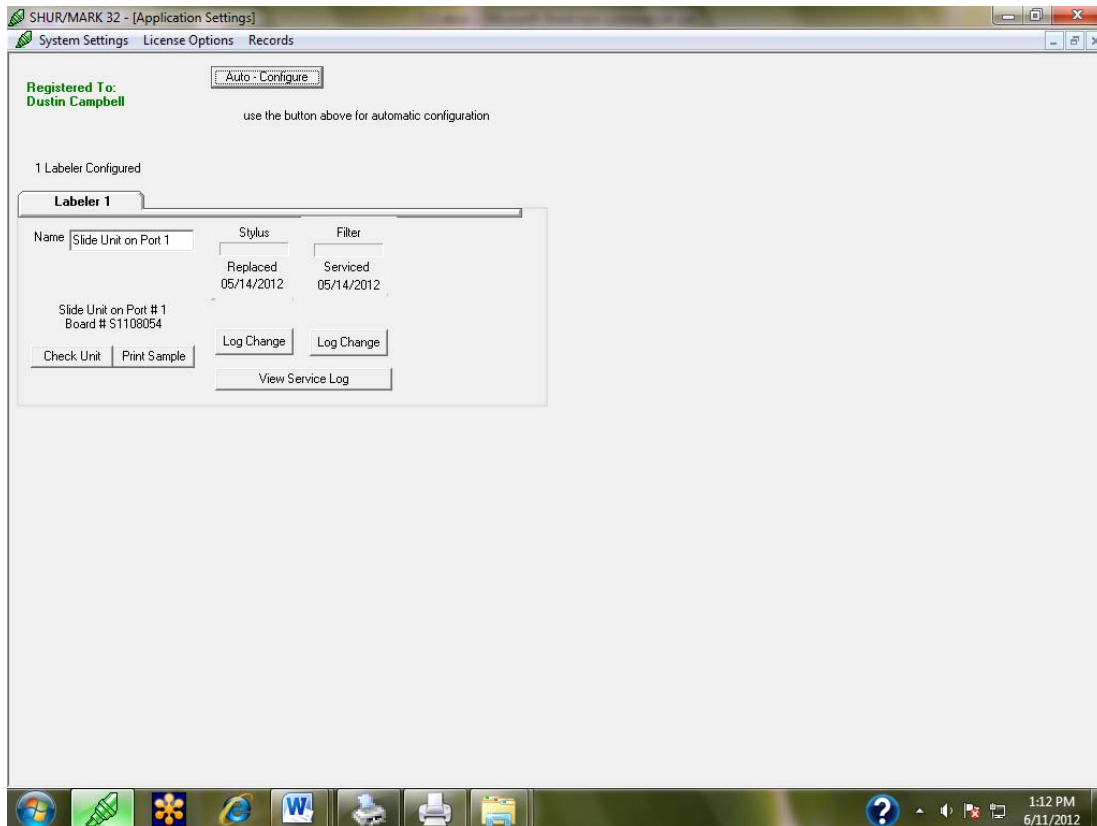 SHUR/MARK 32 - [Application Settings]
System Settings License Options Records
Registered To:
Dustin Campbell
Auto - Configure
use the button above for automatic configuration
1 Labeler Configured
Labeler 1
Name Slide Unit on Port 1
Slide Unit on Port # 1
Board # S1108054
Check Unit Print Sample
Stylus
Replaced
05/14/2012
Log Change
Filter
Serviced
05/14/2012
Log Change
View Service Log
1:12 PM
6/11/2012